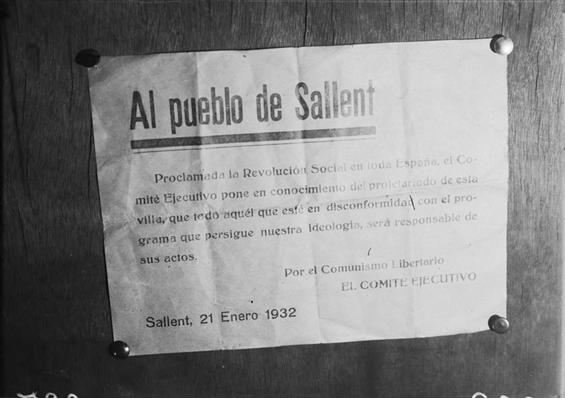 Al pueblo de Sallent
Proclamada la Revolución Social en toda España, el Co-
mité Ejecutivo pone en conocimiento del proletariado de esta
villa, que todo aquél que esté en disconformidad con el pro-
grama que persigue nuestra Ideología, será responsable de
sus actos.
Por el Comunismo Libertario
EL COMITE EJECUTIVO
Sallent, 21 Enero 1932